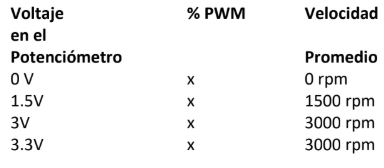 Voltaje % PWM Velocidad
en el
Potenciómetro Promedio
0 V x 0 rpm
1.5V x 1500 rpm
3V x 3000 rpm
3.3V x 3000 rpm